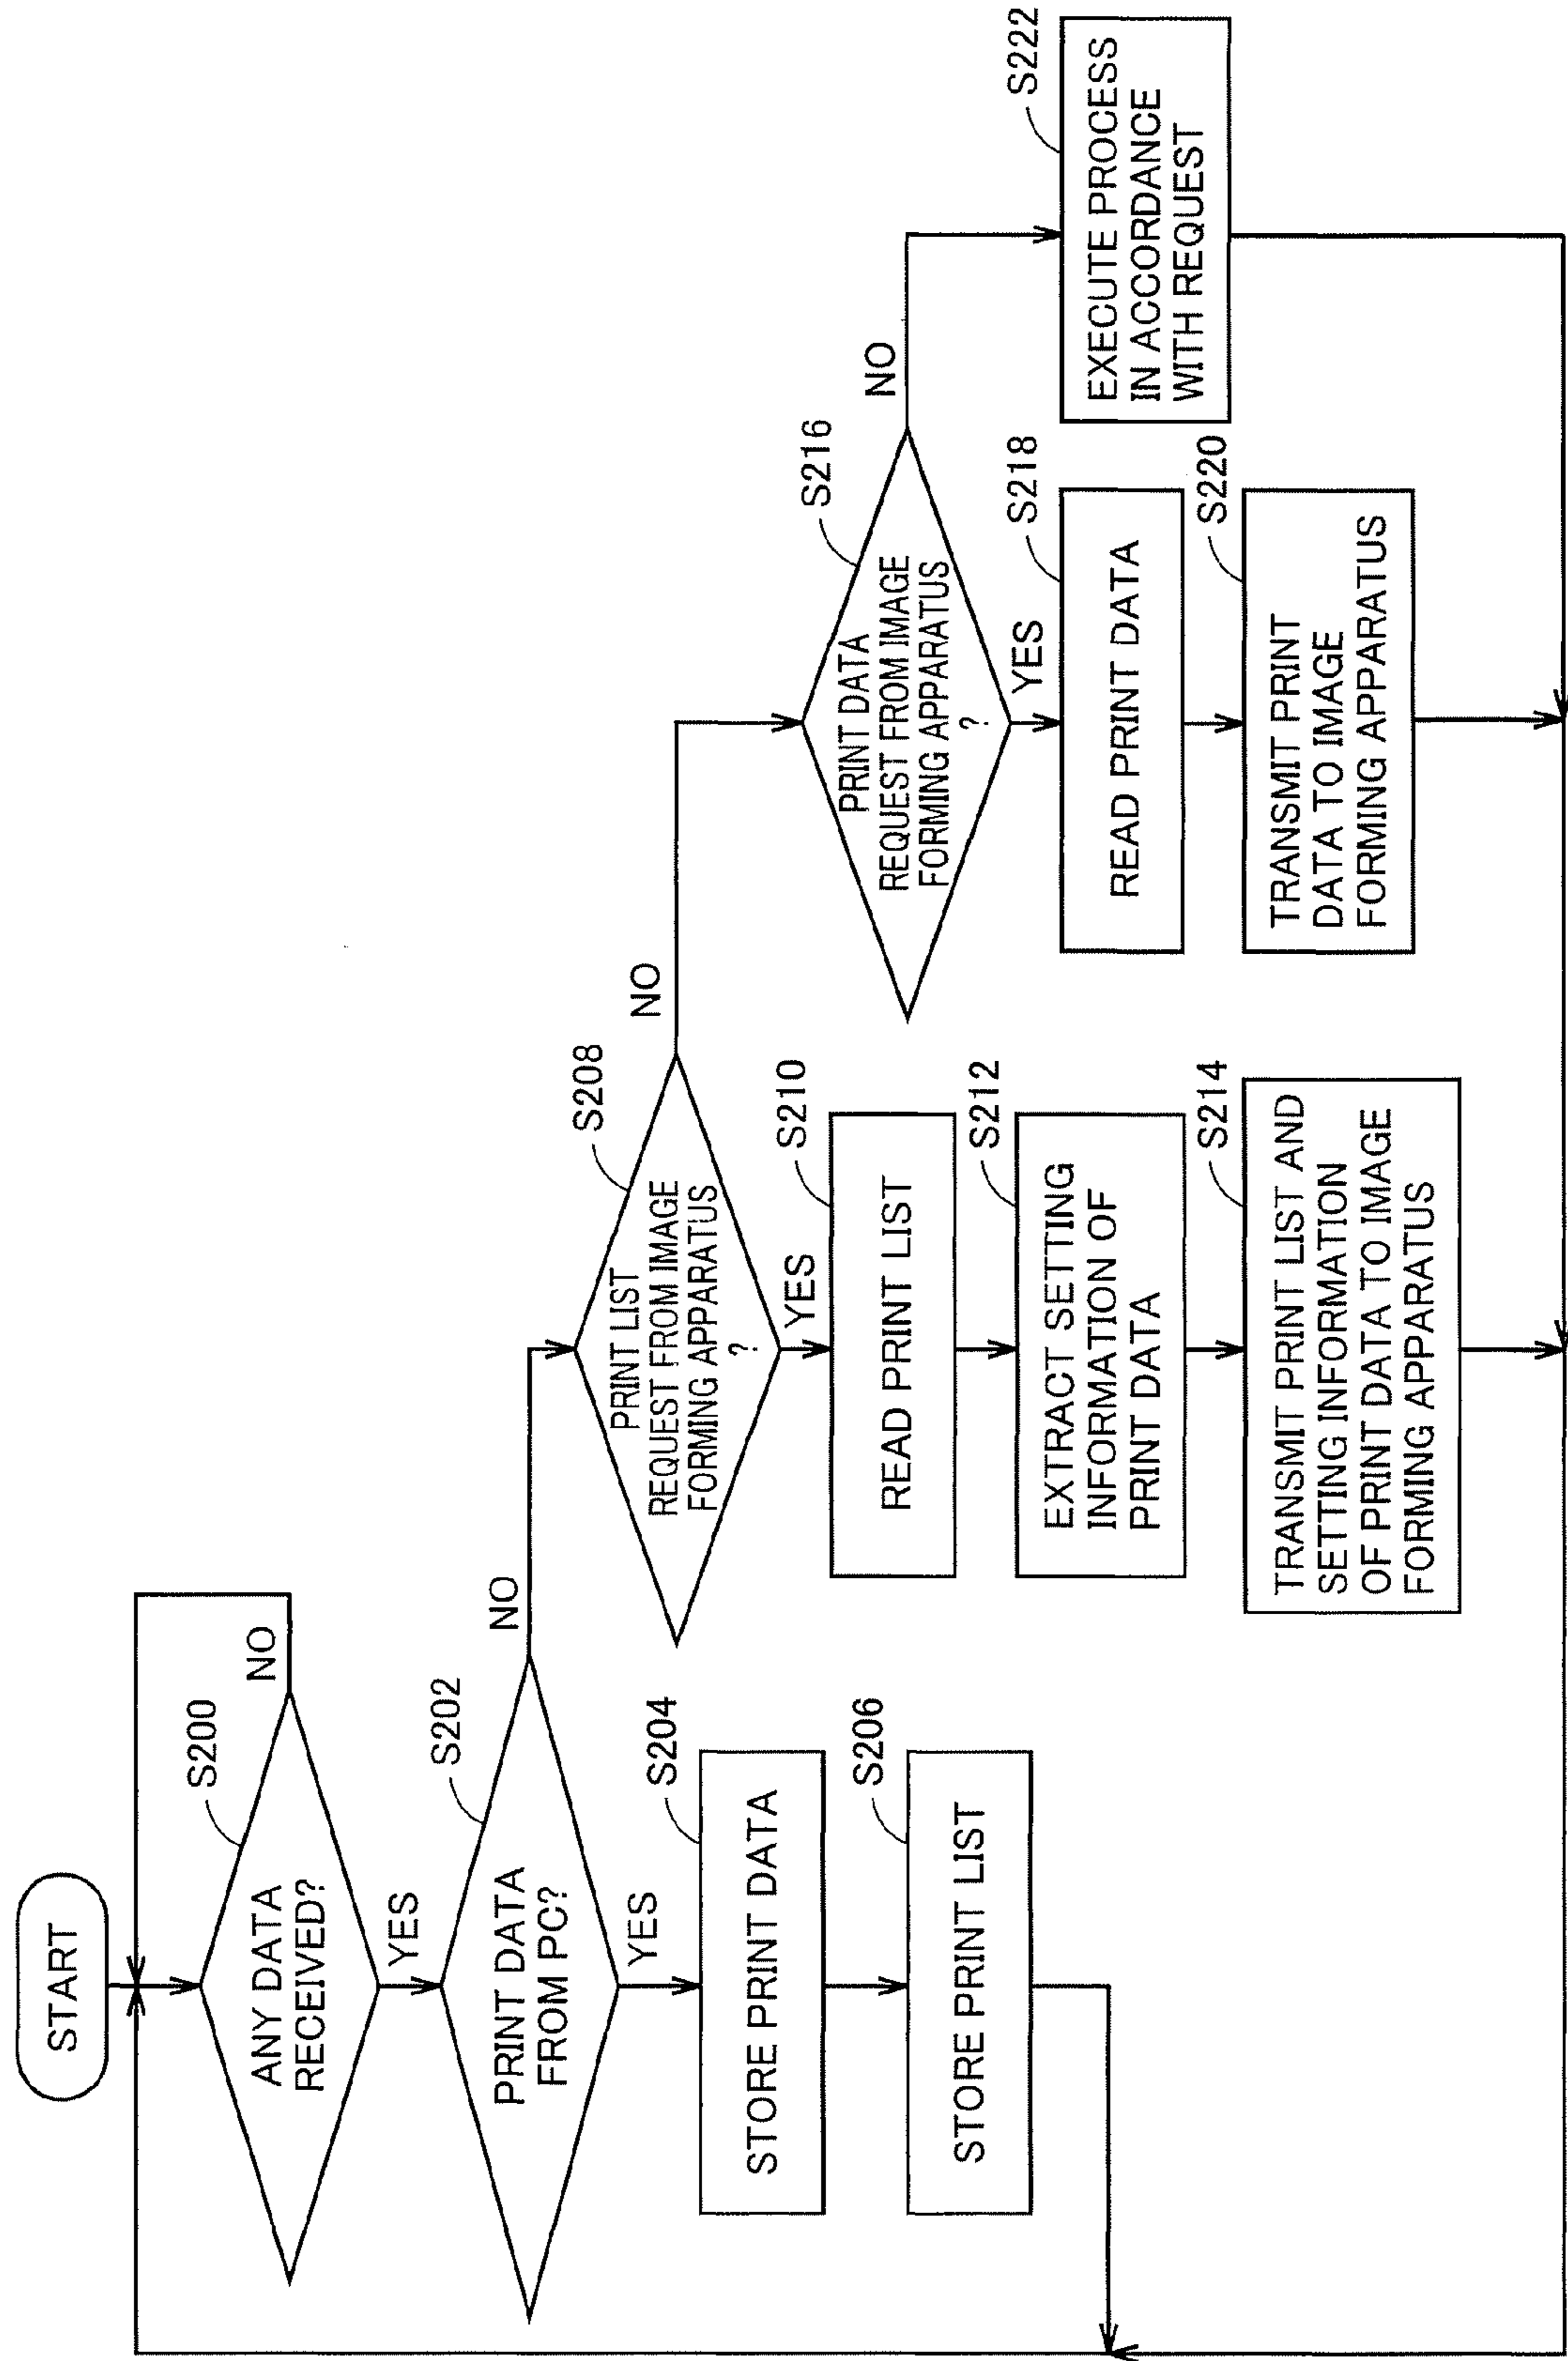 START
S200
ANY DATA
RECEIVED?
NO
YES
S202
PRINT DATA
FROM PC?
NO
YES
S204
STORE PRINT DATA
S206
STORE PRINT LIST
S208
PRINT LIST
REQUEST FROM IMAGE
FORMING APPARATUS
?
NO
YES
S210
READ PRINT LIST
S212
EXTRACT SETTING
INFORMATION OF
PRINT DATA
S214
TRANSMIT PRINT LIST AND
SETTING INFORMATION
OF PRINT DATA TO IMAGE
FORMING APPARATUS
S216
PRINT DATA
REQUEST FROM IMAGE
FORMING APPARATUS
?
NO
YES
S218
READ PRINT DATA
S220
TRANSMIT PRINT
DATA TO IMAGE
FORMING APPARATUS
S222
EXECUTE PROCESS
IN ACCORDANCE
WITH REQUEST